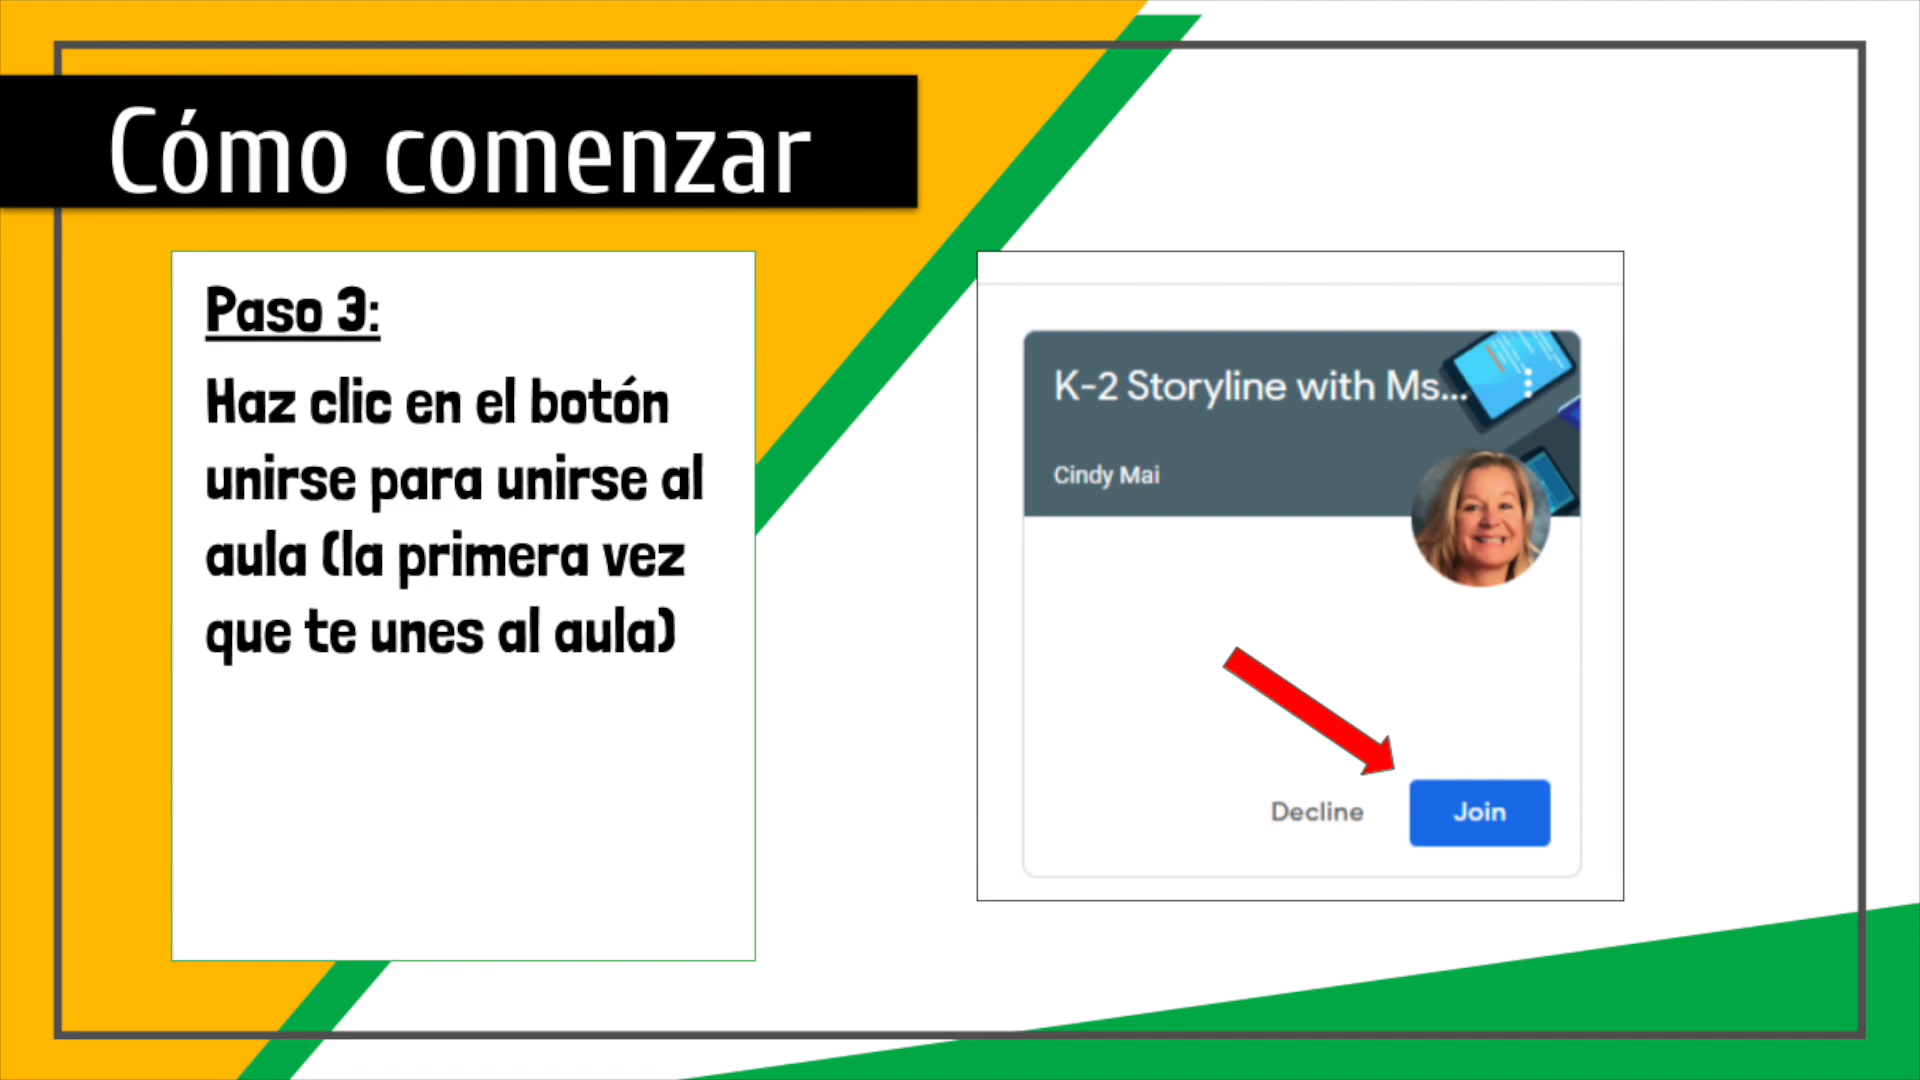 Cómo comenzar
Paso 3:
Haz clic en el botón
unirse para unirse al
aula (la primera vez
que te unes al aula)
K-2 Storyline with Ms...
Cindy Mai
Decline
Join